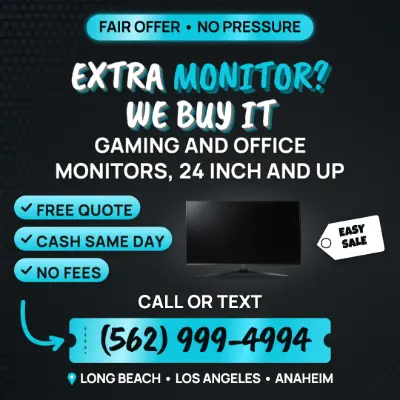 FAIR OFFER • NO PRESSURE
EXTRA MONITOR?
WE BUY IT
GAMING AND OFFICE
MONITORS, 24 INCH AND UP
FREE QUOTE
CASH SAME DAY
NO FEES
EASY
SALE
CALL OR TEXT
(562) 999-4994
LONG BEACH • LOS ANGELES • ANAHEIM